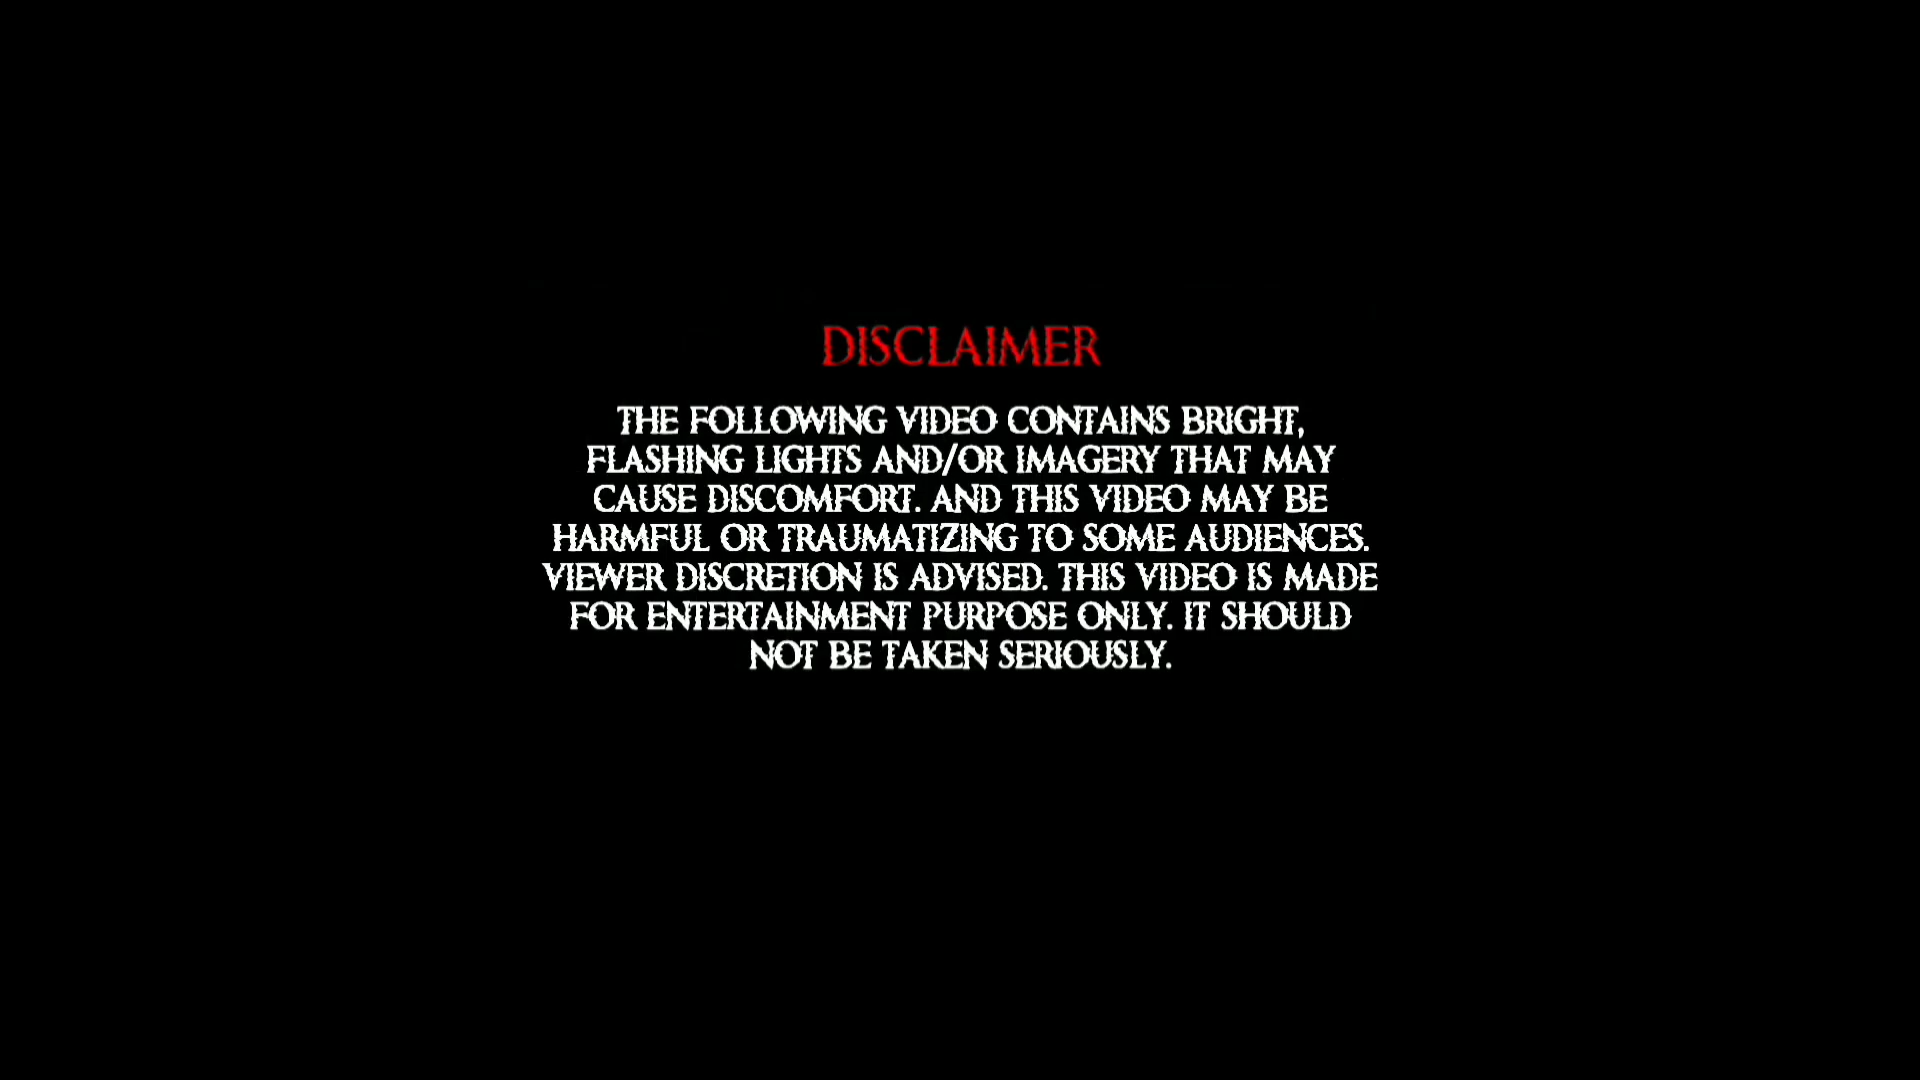 DISCLAIMER
THE FOLLOWING VIDEO CONTAINS BRIGHT,
FLASHING LIGHTS AND/OR IMAGERY THAT MAY
CAUSE DISCOMFORT. AND THIS VIDEO MAY BE
HARMFUL OR TRAUMATIZING TO SOME AUDIENCES.
VIEWER DISCRETION IS ADVISED. THIS VIDEO IS MADE
FOR ENTERTAINMENT PURPOSE ONLY. IT SHOULD
NOT BE TAKEN SERIOUSLY.